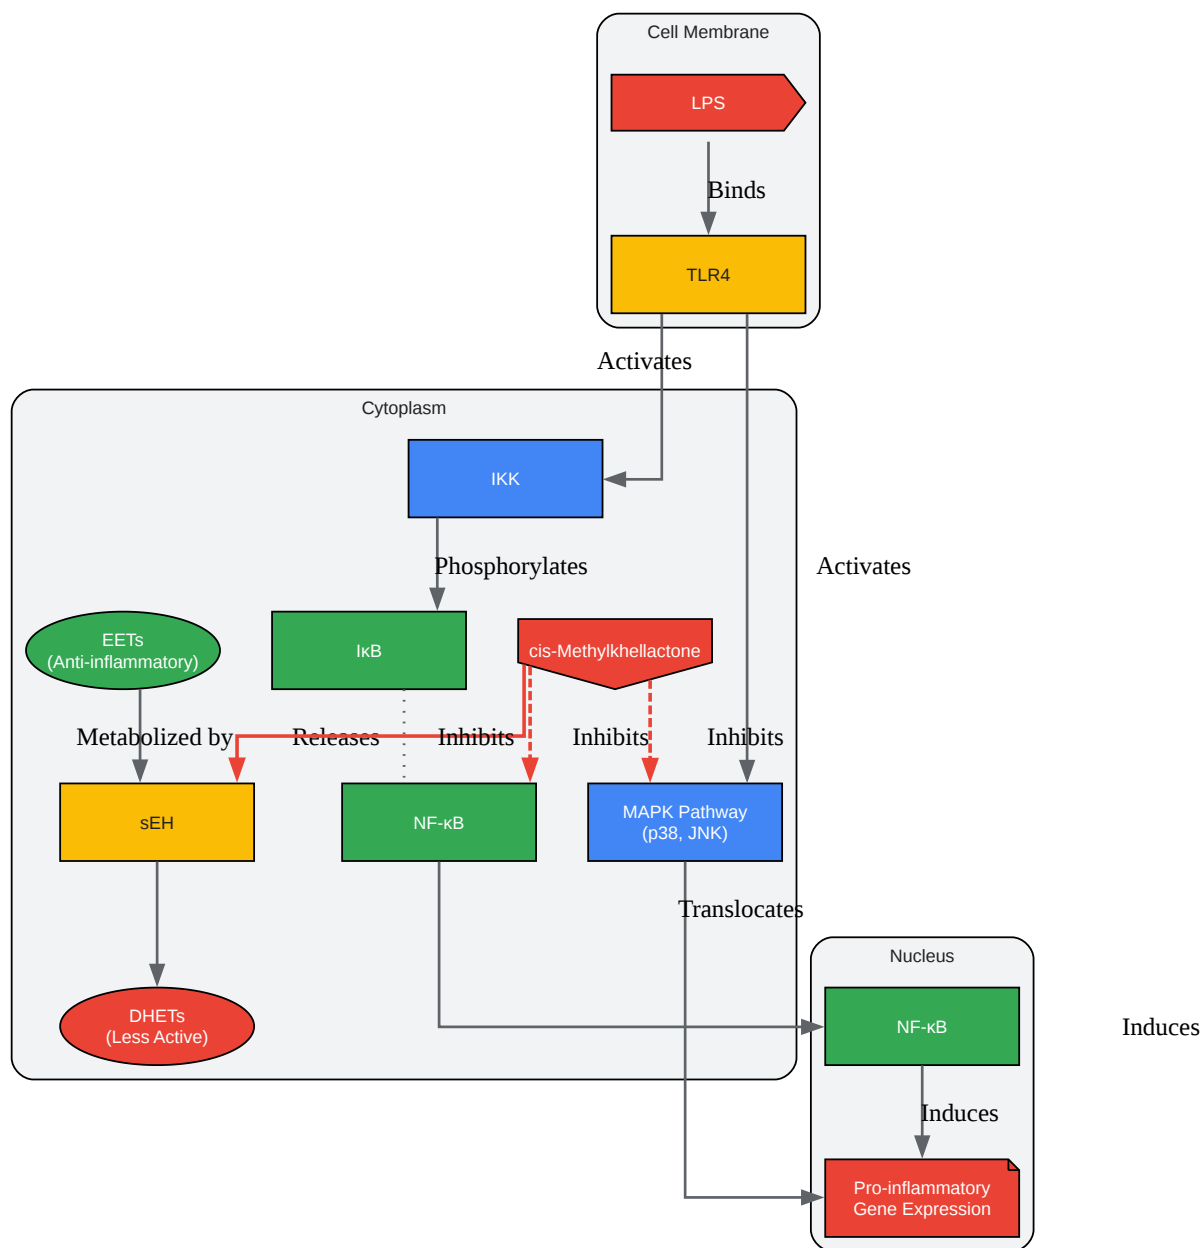 Cell Membrane
LPS
Binds
TLR4
Activates
Cytoplasm
IKK
Phosphorylates
Activates
EETs
(Anti-inflammatory)
IκB
cis-Methylkhellactone
Metabolized by
Releases
Inhibits
Inhibits
Inhibits
sEH
NF-κB
MAPK Pathway
(p38, JNK)
Translocates
Nucleus
DHETs
(Less Active)
NF-κB
Induces
Induces
Pro-inflammatory
Gene Expression